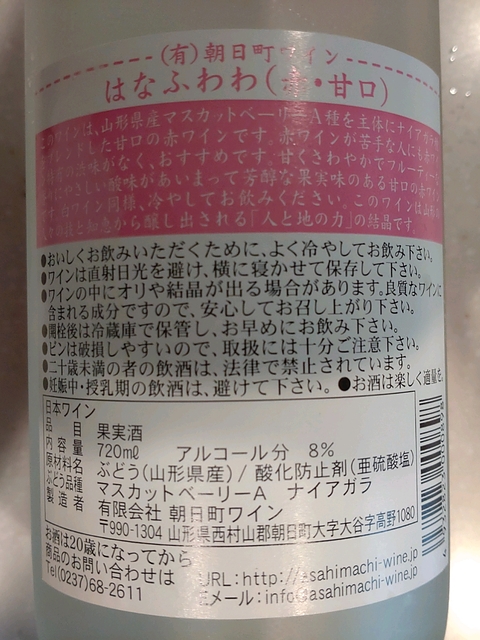 (有)朝日町ワイン
はなふわわ(赤・甘口)
このワインは、山形県産マスカットベーリーA種を主体にナイアガラ種
ブレンドした甘口の赤ワインです。赤ワインが苦手な人にも赤ワイ
特有の渋味がなく、おすすめです。甘くさわやかでフルーティー
にやさしい酸味があいまって芳醇な果実味のある甘口の赤ワイン
です。白ワイン同様、冷やしてお飲みください。このワインは山形
の技と知恵から醸し出される「人と地の力」の結晶です。
●おいしくお飲みいただくために、よく冷やしてお飲み下さい。
●ワインは直射日光を避け、横に寝かせて保存して下さい。
●ワインの中にオリや結晶が出る場合があります。良質なワインに
含まれる成分ですので、安心してお召し上がり下さい。
●開栓後は冷蔵庫で保管し、お早めにお飲み下さい。
●ビンは破損しやすいので、取扱には十分ご注意下さい。
●二十歳未満の者の飲酒は、法律で禁止されています。
●妊娠中・授乳期の飲酒は、避けて下さい。 ●お酒は楽しく適量を。
日本ワイン
品目 果実酒
内容量 720mℓ アルコール分 8%
原材料名 ぶどう(山形県産)/酸化防止剤(亜硫酸塩)
ぶどう品種 マスカットベーリーA ナイアガラ
製造者 有限会社 朝日町ワイン
〒990-1304 山形県西村山郡朝日町大字大谷字高野1080
お酒は20歳になってから
商品のお問い合わせは URL:http://asahimachi-wine.jp
Tel(0237)68-2611 Eメール:info@asahimachi-wine.jp